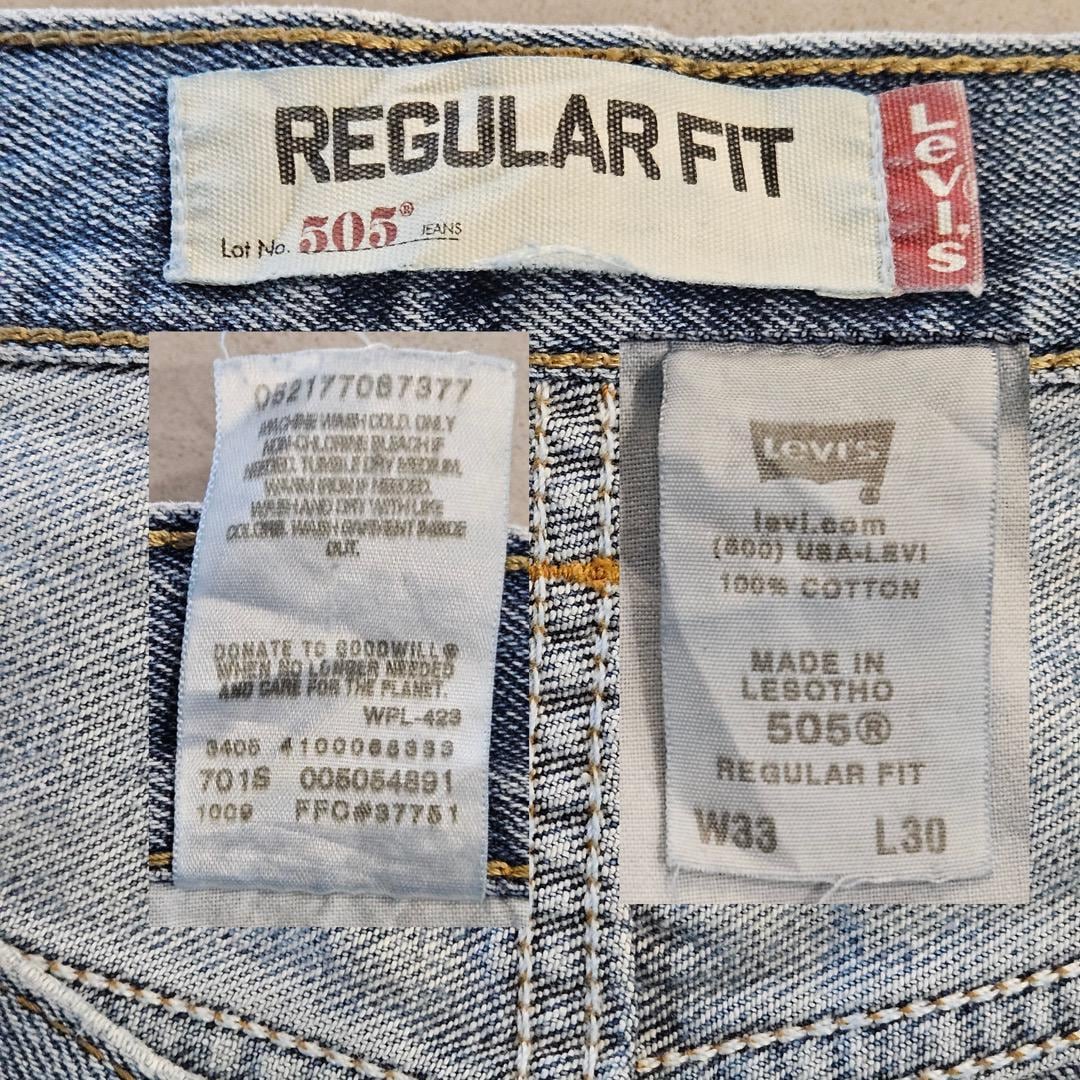 REGULAR FIT
Lot No. 505® JEANS
Levi's
052177087377
MACHINE WASH COLD. ONLY
NON-CHLORINE BLEACH IF
NEEDED. TUMBLE DRY MEDIUM.
WARM IRON IF NEEDED.
WASH AND DRY WITH LIKE
COLORS. WASH GARMENT INSIDE
OUT.
DONATE TO GOODWILL®
WHEN NO LONGER NEEDED
AND CARE FOR THE PLANET.
WPL-423
701S 005054891
1009 FFC#37751
LEVI'S
®
levi.com
(800) USA-LEVI
100% COTTON
MADE IN
LESOTHO
505®
REGULAR FIT
W33 L30